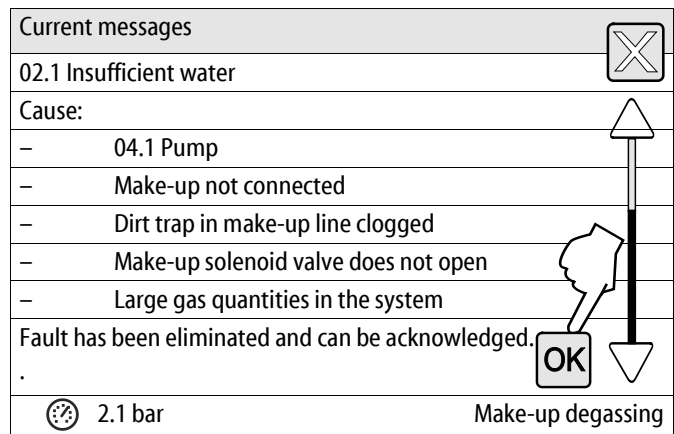 Current messages
X
02.1 Insufficient water
Cause:
– 04.1 Pump
– Make-up not connected
– Dirt trap in make-up line clogged
– Make-up solenoid valve does not open
– Large gas quantities in the system
Fault has been eliminated and can be acknowledged.
OK
.
2.1 bar Make-up degassing